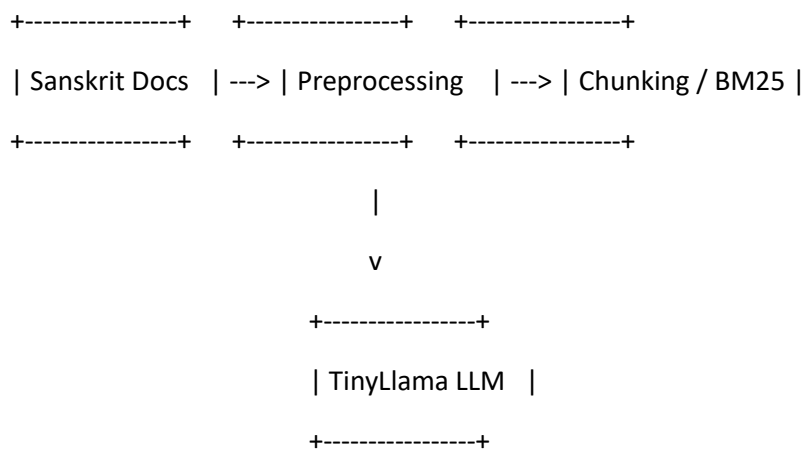 +-----------------+ +-----------------+ +-----------------+
| Sanskrit Docs | ---> | Preprocessing | ---> | Chunking / BM25 |
+-----------------+ +-----------------+ +-----------------+
|
v
+-----------------+
| TinyLlama LLM |
+-----------------+